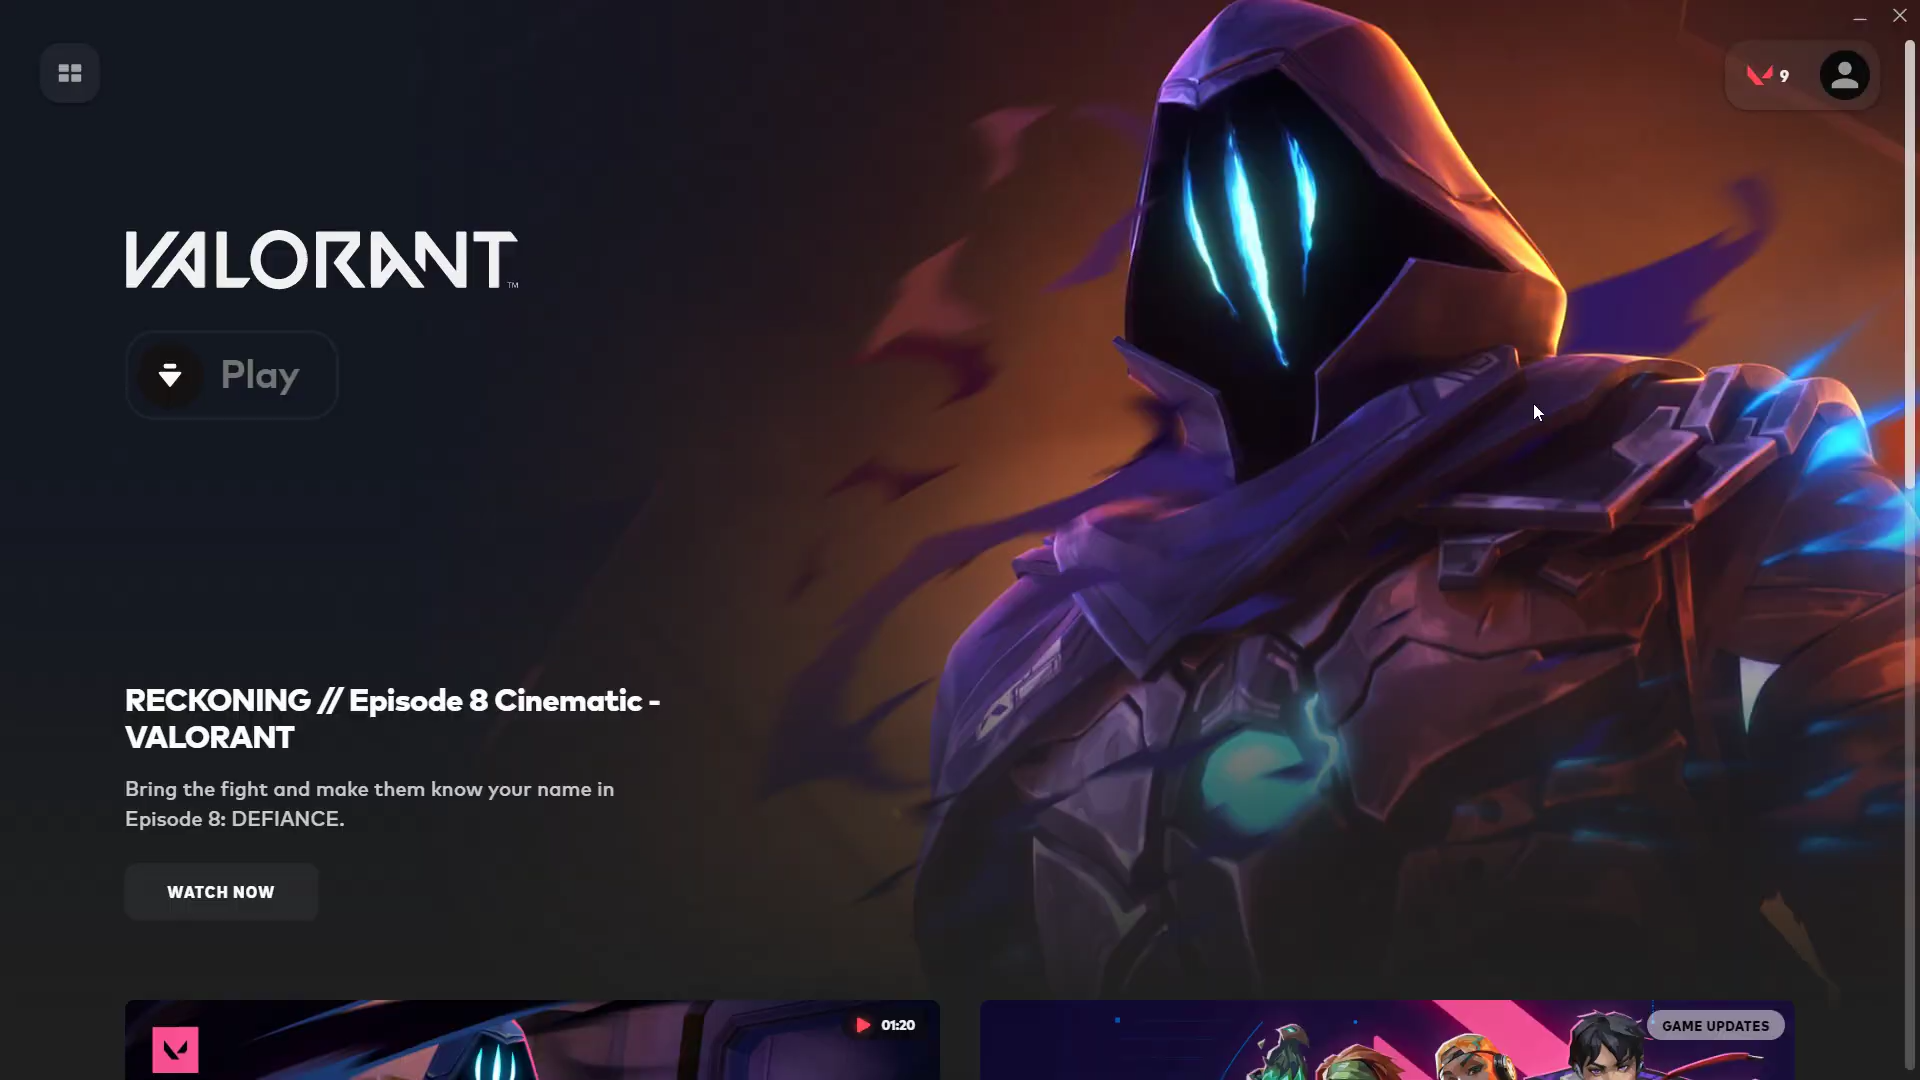 9
VALORANT™
Play
RECKONING // Episode 8 Cinematic -
VALORANT
Bring the fight and make them know your name in
Episode 8: DEFIANCE.
WATCH NOW
01:20
GAME UPDATES